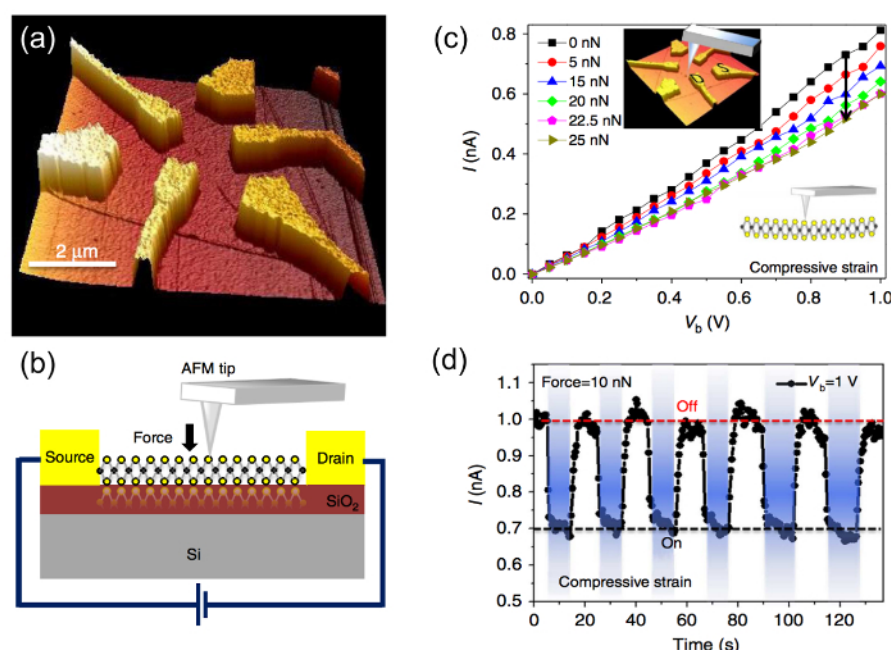 (a)
2 μm
(b)
AFM tip
Force
Source
Drain
SiO2
Si
(c)
0 nN
5 nN
15 nN
20 nN
22.5 nN
25 nN
D
S
I (nA)
0.8
0.6
0.4
0.2
0.0
Compressive strain
0.0 0.2 0.4 0.6 0.8 1.0
Vb (V)
(d)
Force=10 nN
Vb=1 V
Off
On
Compressive strain
I (nA)
1.1
1.0
0.9
0.8
0.7
0.6
0.5
0 20 40 60 80 100 120
Time (s)